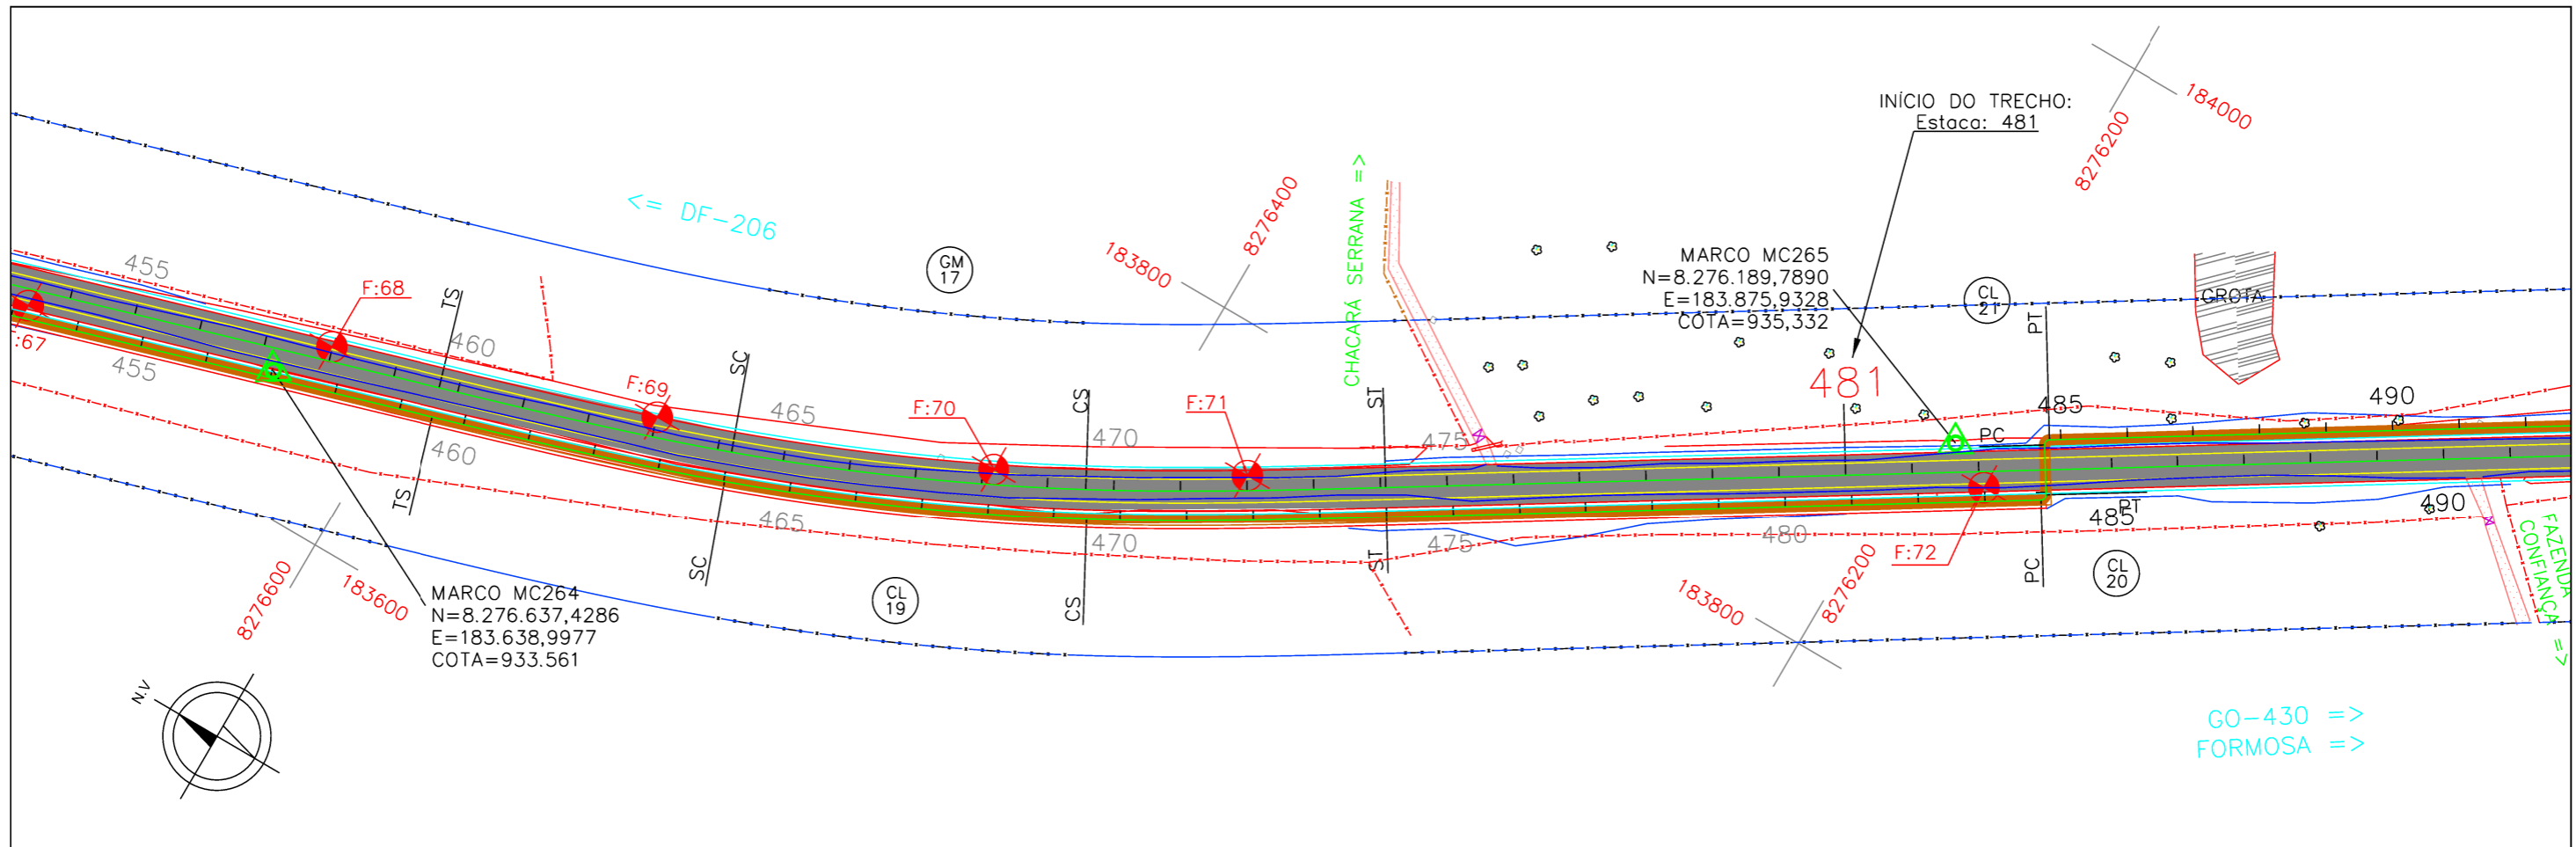 INÍCIO DO TRECHO:
Estaca: 481
184000
8276200
<= DF-206
GM
17
183800
8276400
CHACARÁ SERRANA =>
MARCO MC265
N=8.276.189,7890
E=183.875,9328
COTA=935,332
CL
21
GROTA
PT
455
F:68
TS
460
F:69
SC
465
F:70
CS
470
F:71
ST
475
481
PC
485
490
:67
455
TS
460
SC
465
CS
470
ST
475
480
F:72
PC
485
PT
490
FAZENDA
CONFIANÇA =>
CL
19
CL
20
8276600
183600
183800
8276200
MARCO MC264
N=8.276.637,4286
E=183.638,9977
COTA=933.561
N.V
GO-430 =>
FORMOSA =>